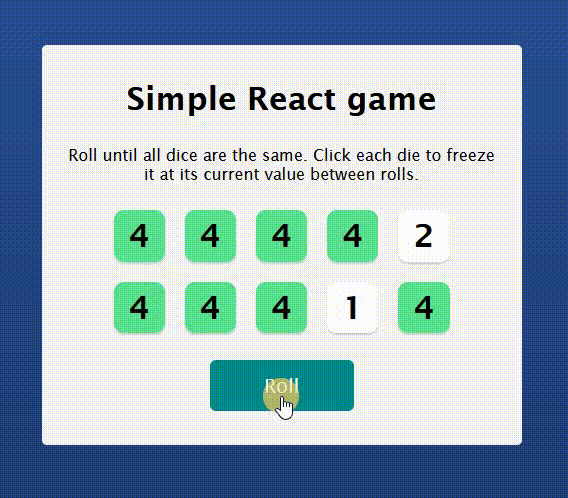 Simple React game
Roll until all dice are the same. Click each die to freeze
it at its current value between rolls.
4 4 4 4 2
4 4 4 1 4
Roll